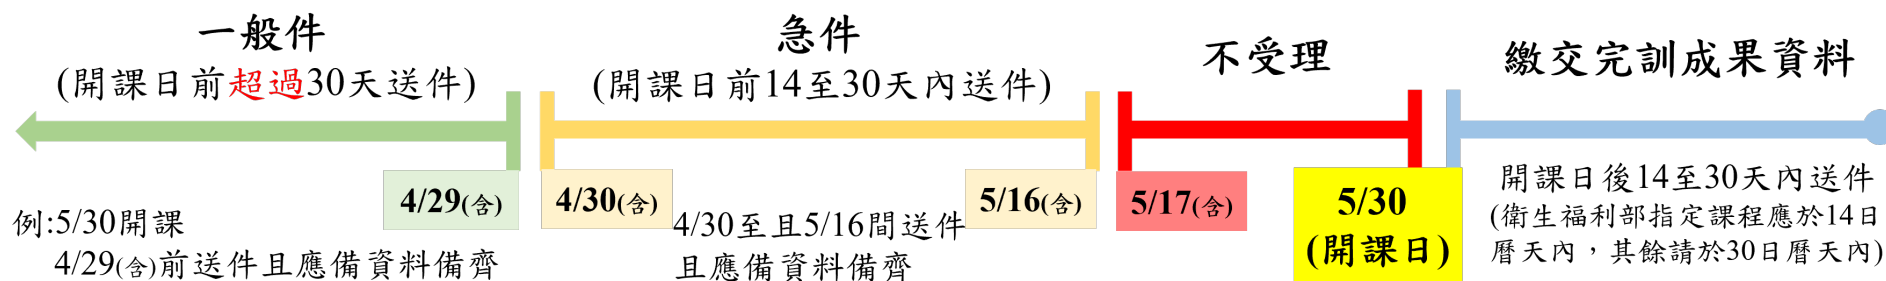 一般件
(開課日前超過30天送件)
急件
(開課日前14至30天內送件)
不受理
繳交完訓成果資料
4/29(含)
4/30(含)
5/16(含)
5/17(含)
5/30
(開課日)
例:5/30開課
4/29(含)前送件且應備資料備齊
4/30至且5/16間送件
且應備資料備齊
開課日後14至30天內送件
(衛生福利部指定課程應於14日
曆天內，其餘請於30日曆天內)